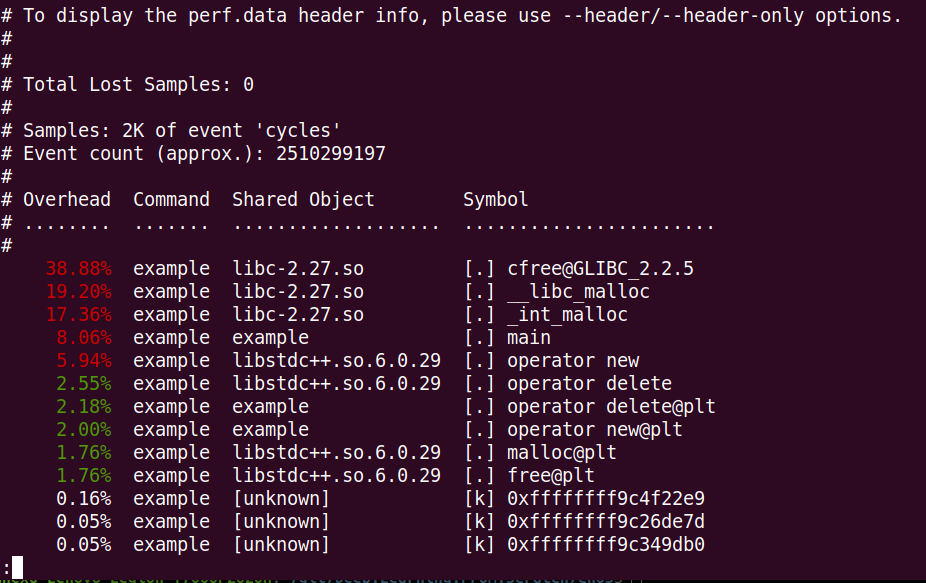 # To display the perf.data header info, please use --header/--header-only options.
#
#
# Total Lost Samples: 0
#
# Samples: 2K of event 'cycles'
# Event count (approx.): 2510299197
#
# Overhead  Command  Shared Object        Symbol
# ........  .......  ...................  .......................
#
    38.88%  example  libc-2.27.so         [.] cfree@GLIBC_2.2.5
    19.20%  example  libc-2.27.so         [.] __libc_malloc
    17.36%  example  libc-2.27.so         [.] _int_malloc
     8.06%  example  example              [.] main
     5.94%  example  libstdc++.so.6.0.29  [.] operator new
     2.55%  example  libstdc++.so.6.0.29  [.] operator delete
     2.18%  example  example              [.] operator delete@plt
     2.00%  example  example              [.] operator new@plt
     1.76%  example  libstdc++.so.6.0.29  [.] malloc@plt
     1.76%  example  libstdc++.so.6.0.29  [.] free@plt
     0.16%  example  [unknown]            [k] 0xffffffff9c4f22e9
     0.05%  example  [unknown]            [k] 0xffffffff9c26de7d
     0.05%  example  [unknown]            [k] 0xffffffff9c349db0
: